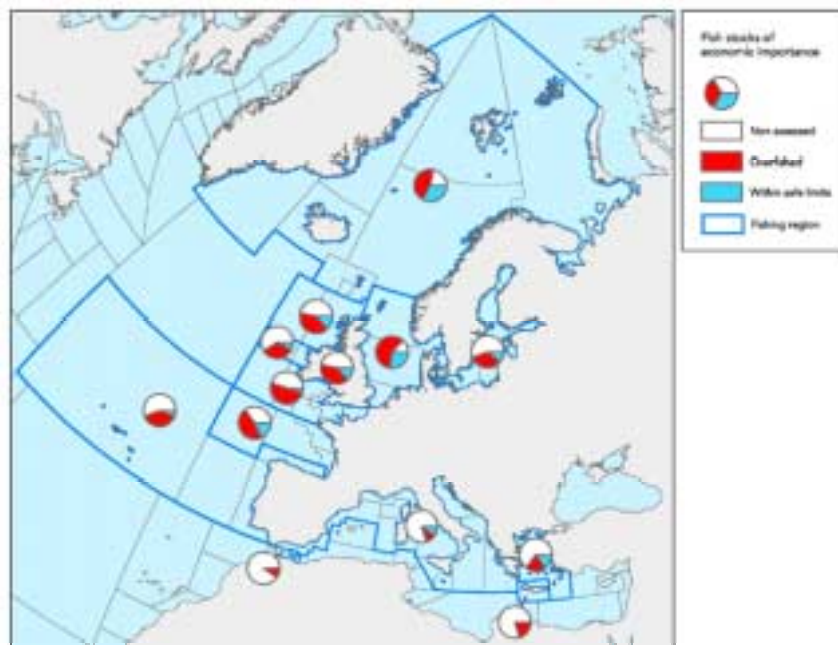 Fish stocks of
economic importance
Non assessed
Overfished
Within safe limits
Fishing region